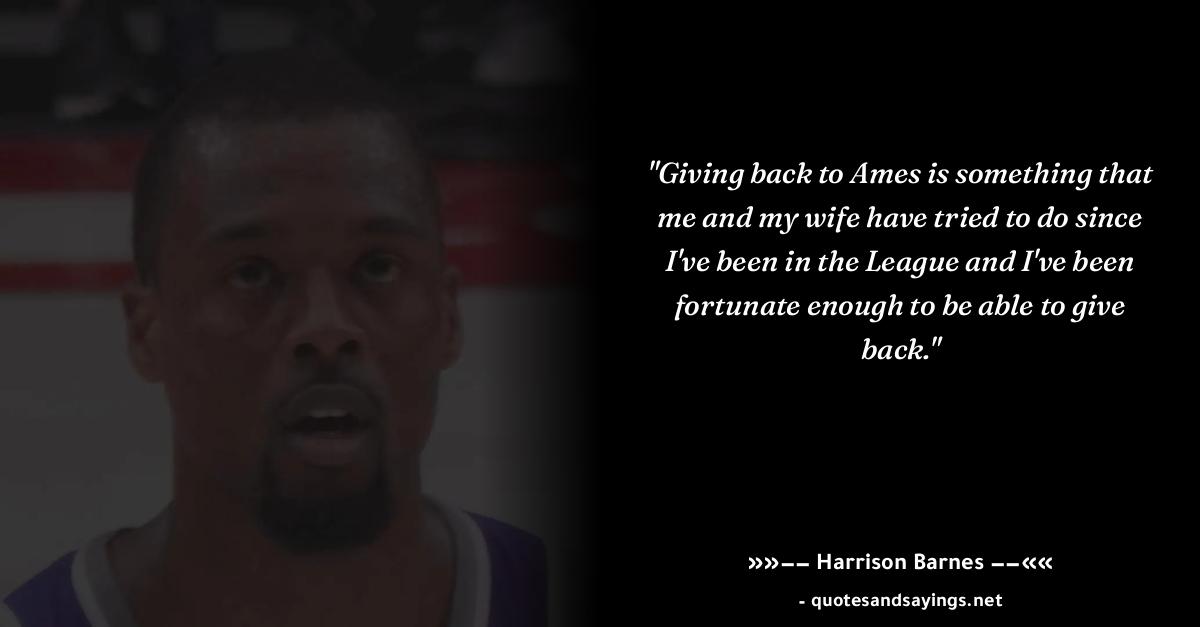 "Giving back to Ames is something that
me and my wife have tried to do since
I've been in the League and I've been
fortunate enough to be able to give
back."
»»–– Harrison Barnes ––««
- quotesandsayings.net